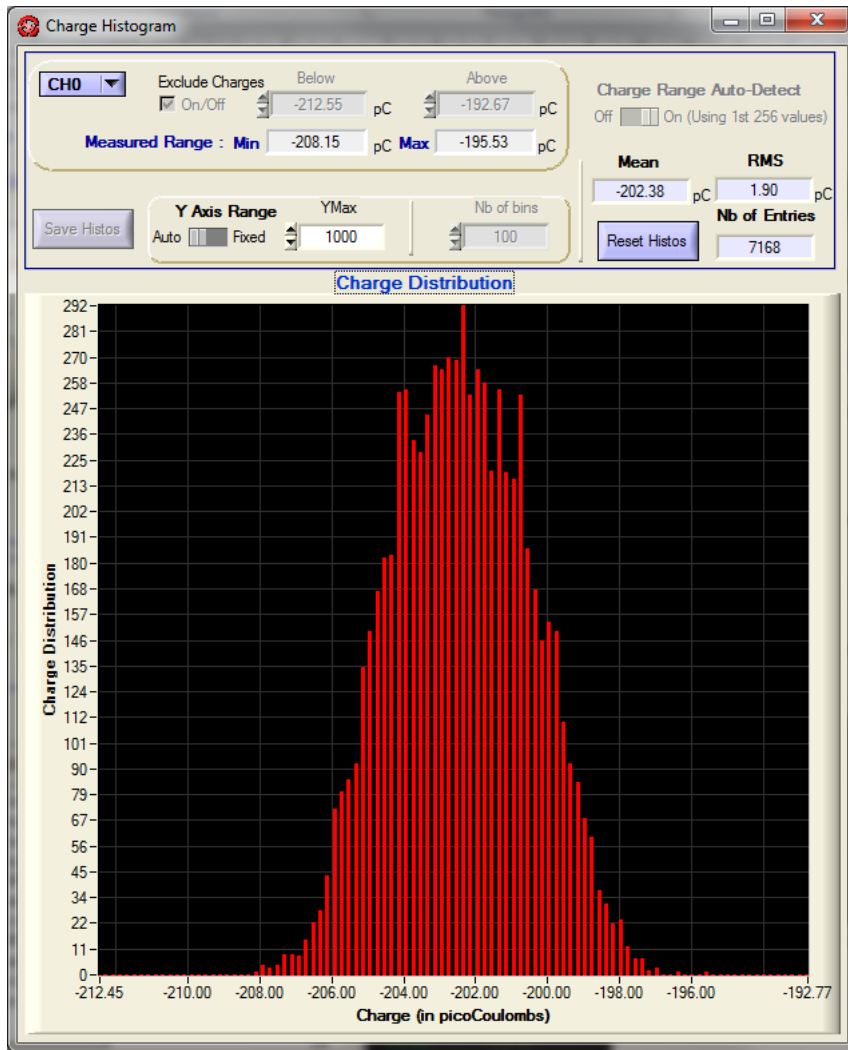 Charge Histogram
CH0
Exclude Charges
On/Off
Below
-212.55 pC
Above
-192.67 pC
Measured Range : Min -208.15 pC Max -195.53 pC
Charge Range Auto-Detect
Off On (Using 1st 256 values)
Mean
-202.38 pC
RMS
1.90 pC
Save Histos
Y Axis Range
Auto Fixed
YMax
1000
Nb of bins
100
Reset Histos
Nb of Entries
7168
Charge Distribution
292
281
270
258
247
236
225
213
202
191
180
168
157
146
135
124
112
101
90
79
67
56
45
34
22
11
0
Charge Distribution
-212.45 -210.00 -208.00 -206.00 -204.00 -202.00 -200.00 -198.00 -196.00 -192.77
Charge (in picoCoulombs)